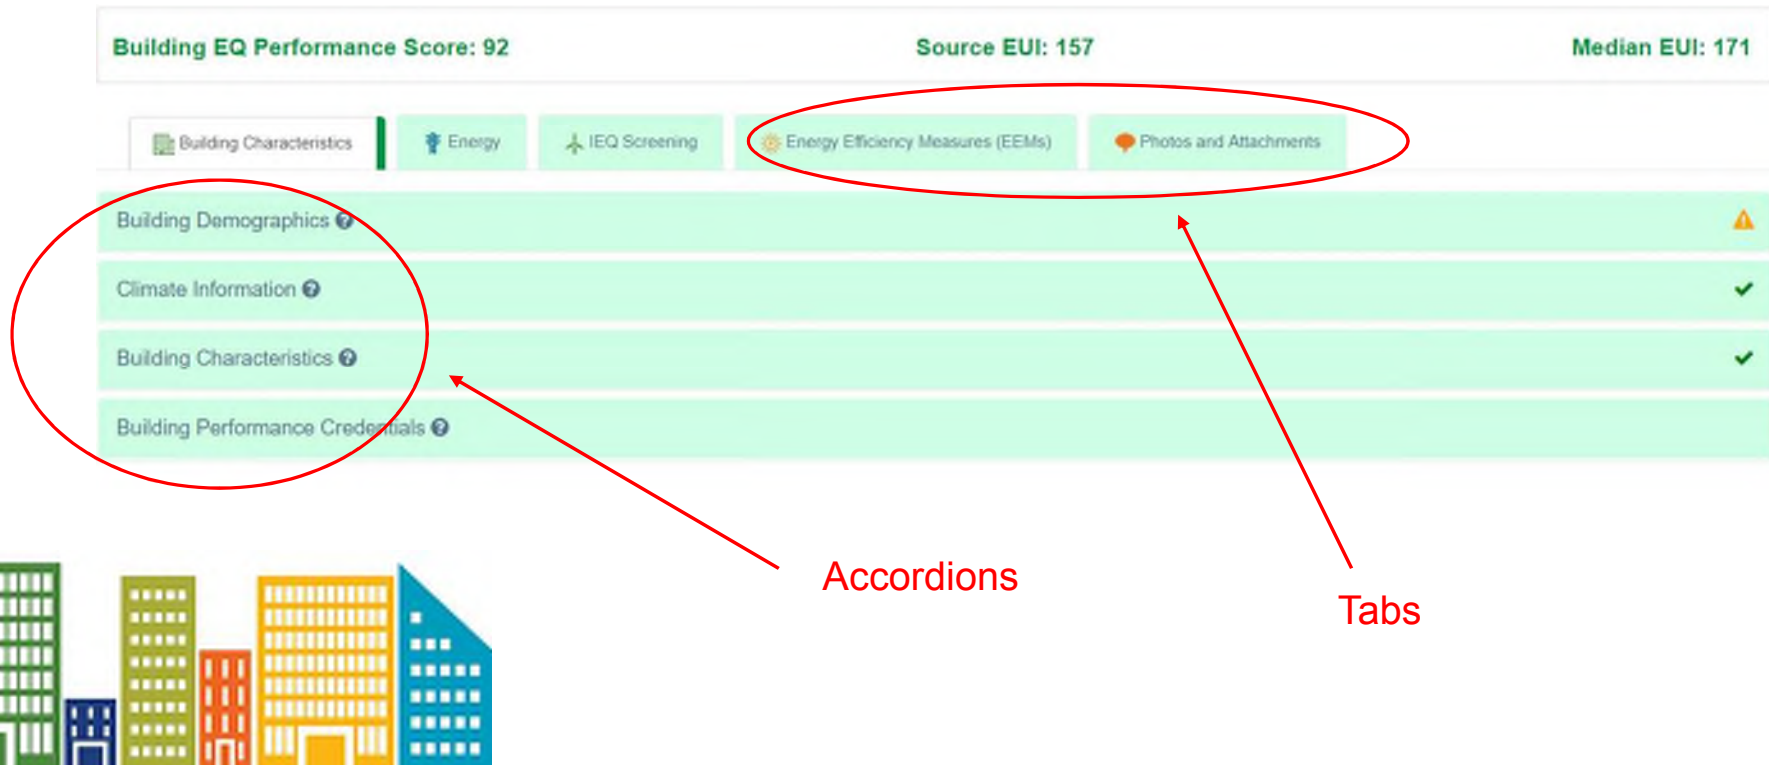 Building EQ Performance Score: 92 Source EUI: 157 Median EUI: 171
Building Characteristics Energy IEQ Screening Energy Efficiency Measures (EEMs) Photos and Attachments
Building Demographics
Climate Information
Building Characteristics
Building Performance Credentials
Accordions
Tabs